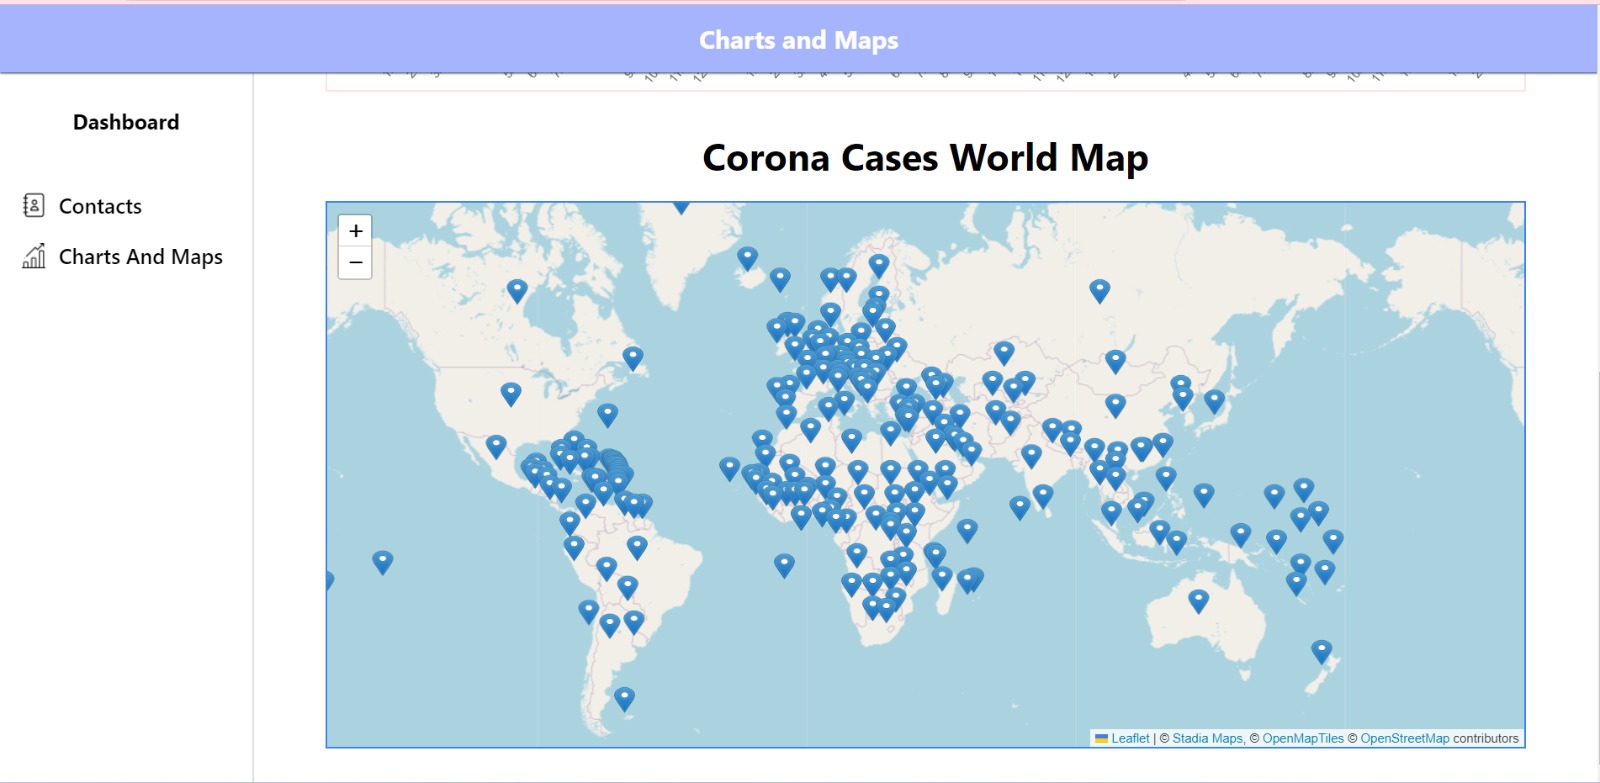 Charts and Maps
Dashboard
Contacts
Charts And Maps
Corona Cases World Map
+
−
Leaflet | © Stadia Maps, © OpenMapTiles © OpenStreetMap contributors